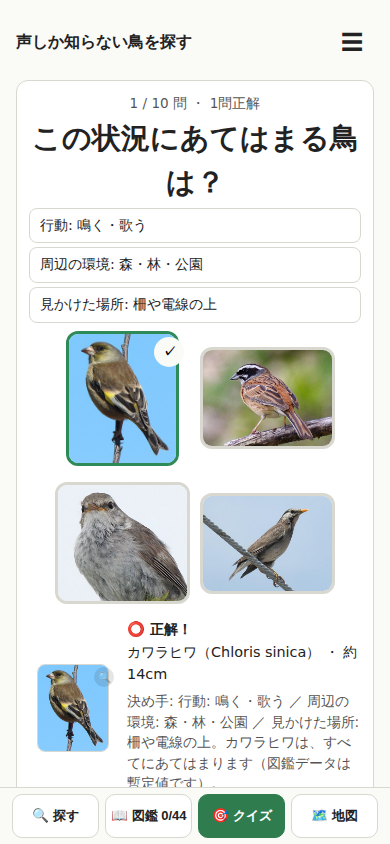 声しか知らない鳥を探す
☰
1 / 10 問 ・ 1問正解
この状況にあてはまる鳥
は？
行動: 鳴く・歌う
周辺の環境: 森・林・公園
見かけた場所: 柵や電線の上
✓
⭕ 正解！
カワラヒワ（Chloris sinica） ・ 約
14cm
決め手: 行動: 鳴く・歌う ／ 周辺の
環境: 森・林・公園 ／ 見かけた場所:
柵や電線の上。カワラヒワは、すべ
てにあてはまります（図鑑データは
暫定値です）。
🔍 探す
📖 図鑑 0/44
🎯 クイズ
🗺️ 地図